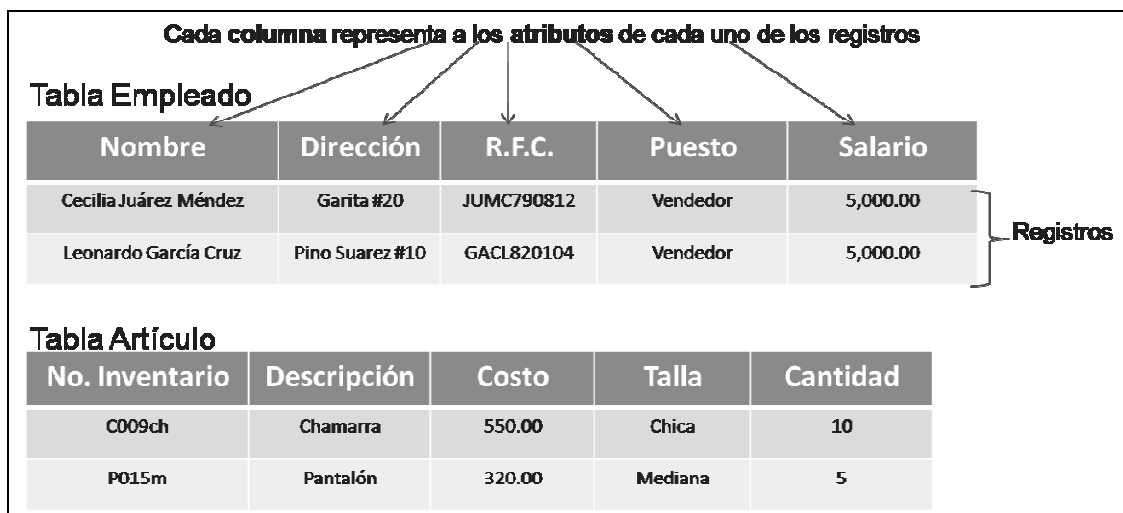 Cada columna representa a los atributos de cada uno de los registros
Tabla Empleado
Nombre Dirección R.F.C. Puesto Salario
Cecilia Juárez Méndez Garita #20 JUMC790812 Vendedor 5,000.00
Leonardo García Cruz Pino Suarez #10 GACL820104 Vendedor 5,000.00
Registros
Tabla Artículo
No. Inventario Descripción Costo Talla Cantidad
C009ch Chamarra 550.00 Chica 10
P015m Pantalón 320.00 Mediana 5